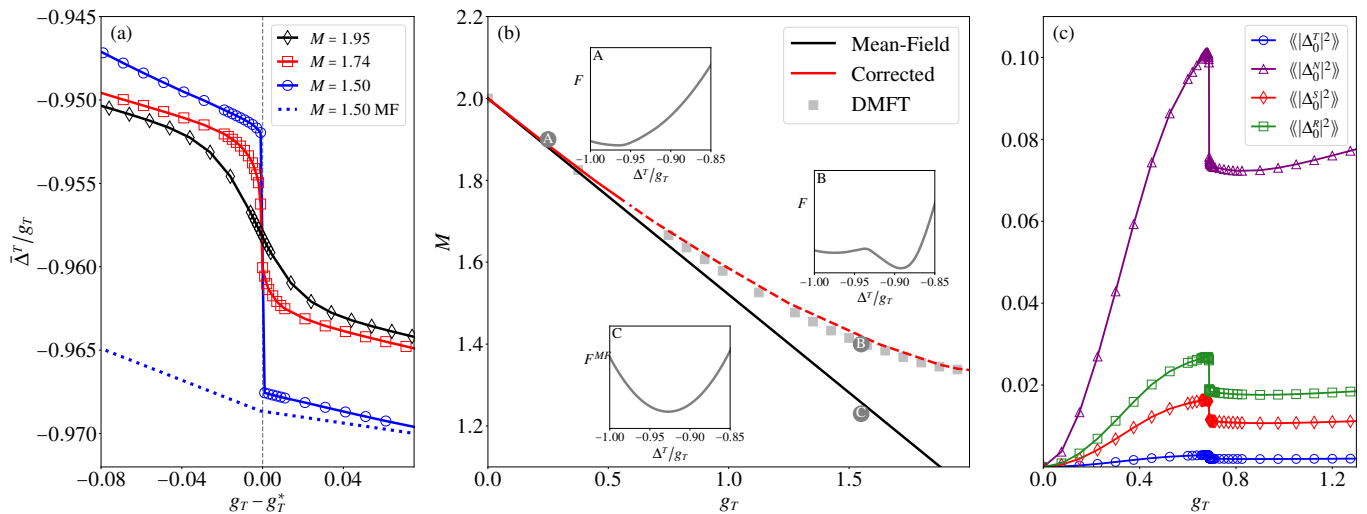 (a)
M = 1.95
M = 1.74
M = 1.50
M = 1.50 MF
−0.945
−0.950
−0.955
−0.960
−0.965
−0.970
Δ̄ᵀ/g_T
−0.08
−0.04
0.00
0.04
g_T − g_T^*
(b)
Mean-Field
Corrected
DMFT
2.0
1.8
1.6
1.4
1.2
M
0.0
0.5
1.0
1.5
g_T
A
F
−1.00
−0.95
−0.90
−0.85
Δᵀ/g_T
A
B
F
−1.00
−0.95
−0.90
−0.85
Δᵀ/g_T
B
C
F^{MF}
−1.00
−0.95
−0.90
−0.85
Δᵀ/g_T
C
(c)
⟪|Δ_0^T|²⟫
⟪|Δ_0^N|²⟫
⟪|Δ_0^S|²⟫
⟪|Δ_0^R|²⟫
0.10
0.08
0.06
0.04
0.02
0.00
0.0
0.4
0.8
1.2
g_T